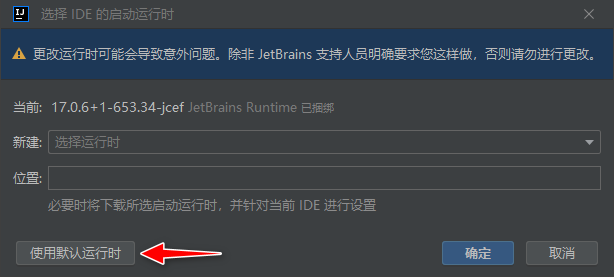 选择 IDE 的启动运行时
更改运行时可能会导致意外问题。除非 JetBrains 支持人员明确要求您这样做，否则请勿进行更改。
当前: 17.0.6+1-653.34-jcef JetBrains Runtime 已捆绑
新建: 选择运行时
位置:
必要时将下载所选启动运行时，并针对当前 IDE 进行设置
使用默认运行时 确定 取消